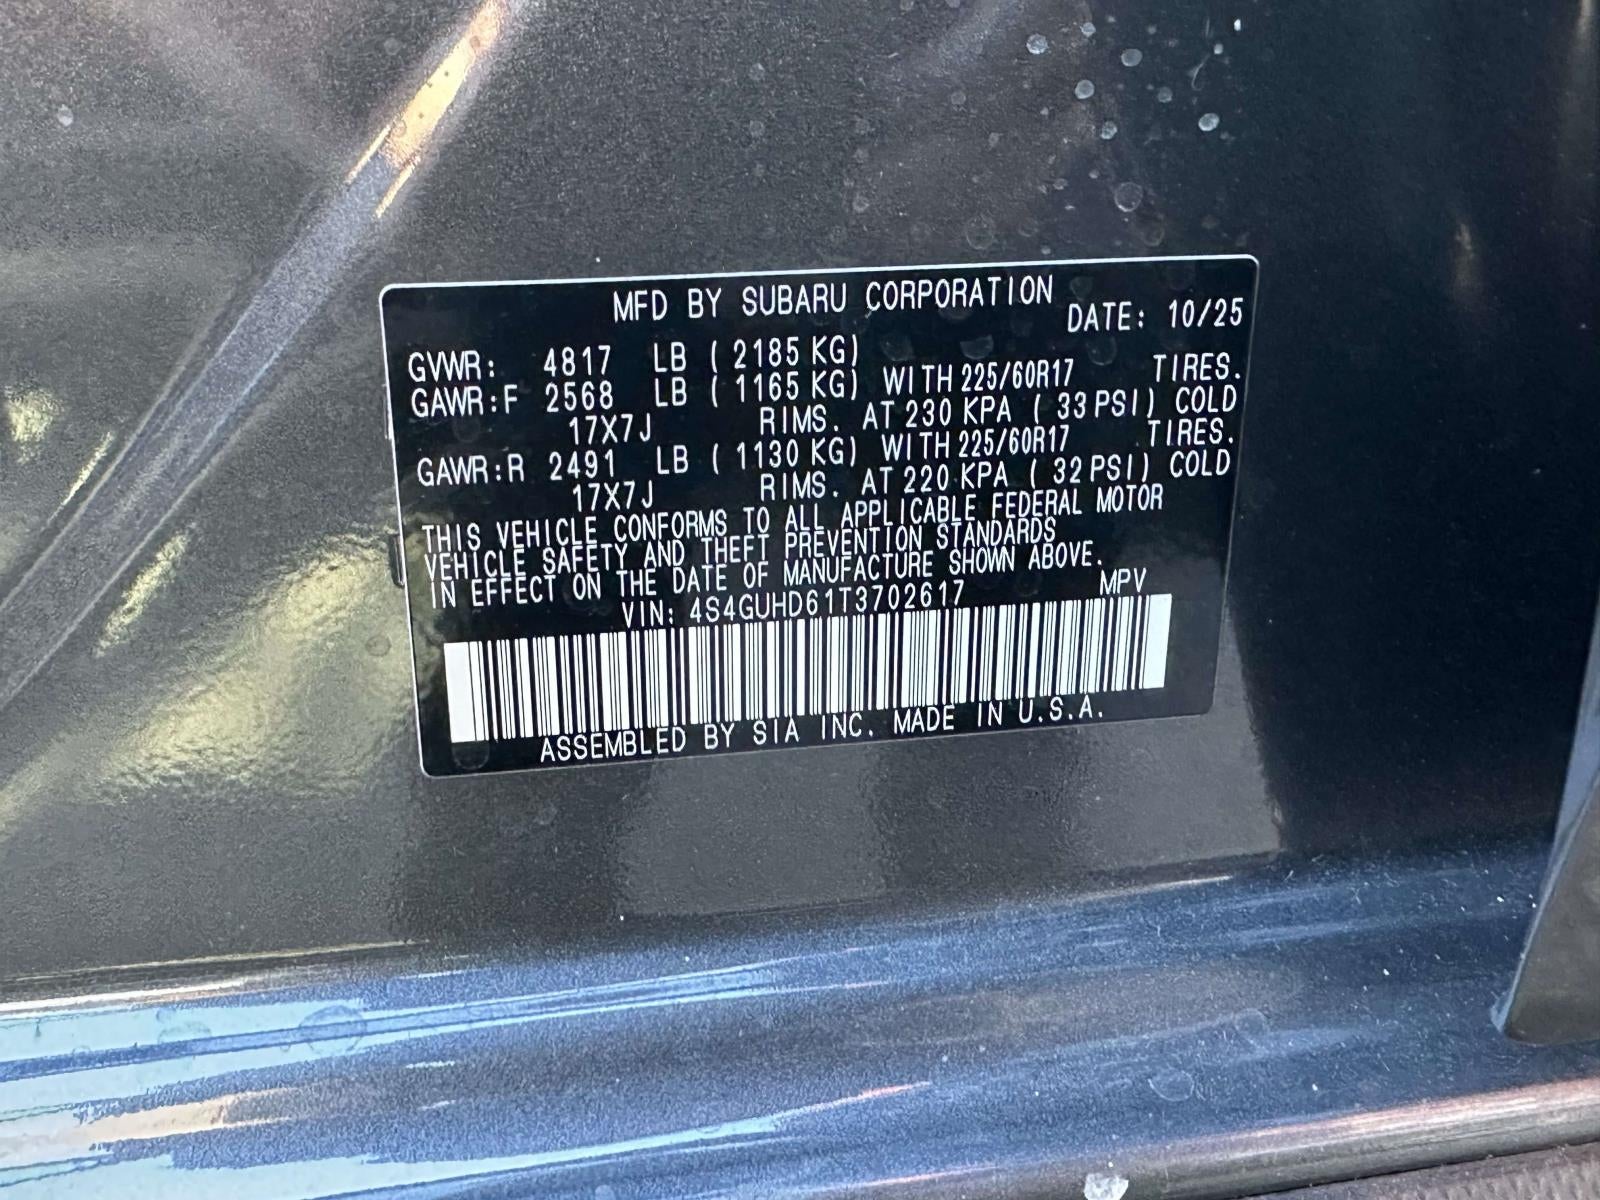 MFD BY SUBARU CORPORATION
DATE: 10/25
GVWR: 4817 LB ( 2185 KG)
GAWR:F 2568 LB ( 1165 KG) WITH 225/60R17 TIRES.
17X7J RIMS. AT 230 KPA ( 33 PSI) COLD
GAWR:R 2491 LB ( 1130 KG) WITH 225/60R17 TIRES.
17X7J RIMS. AT 220 KPA ( 32 PSI) COLD
THIS VEHICLE CONFORMS TO ALL APPLICABLE FEDERAL MOTOR
VEHICLE SAFETY AND THEFT PREVENTION STANDARDS
IN EFFECT ON THE DATE OF MANUFACTURE SHOWN ABOVE.
VIN: 4S4GUHD61T3702617 MPV
ASSEMBLED BY SIA INC. MADE IN U.S.A.